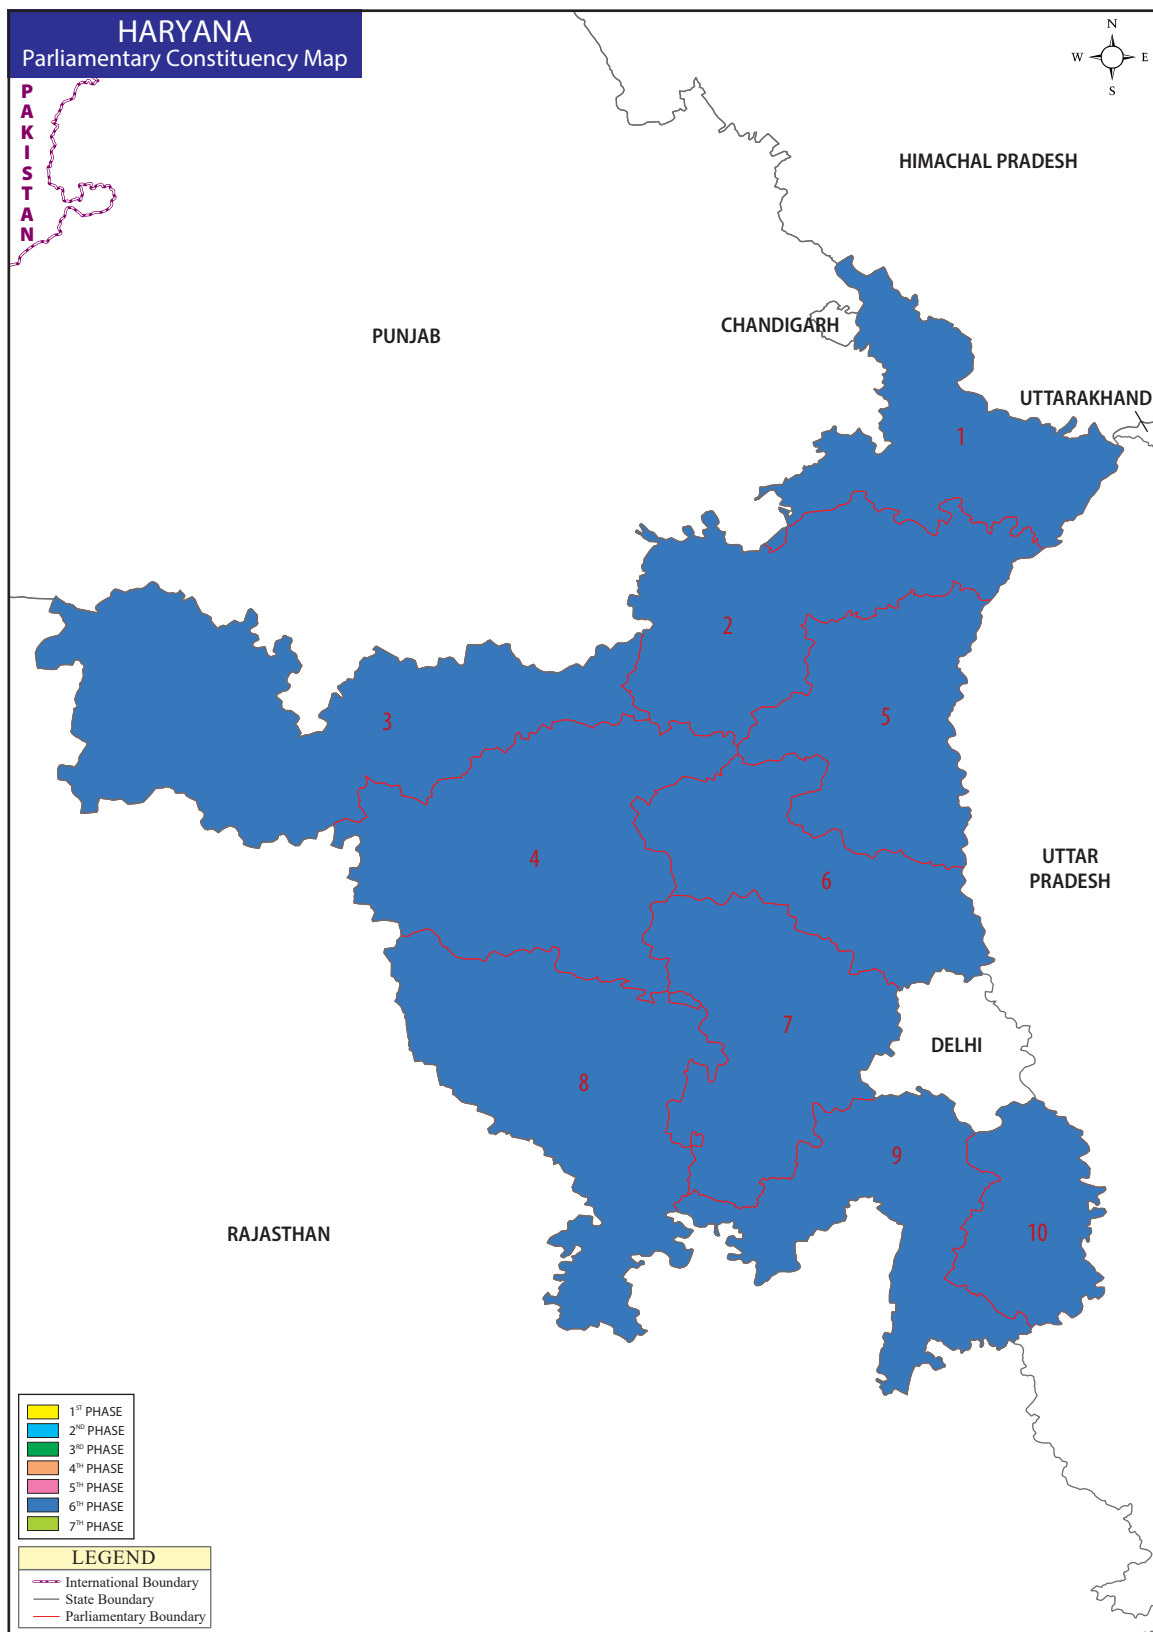 HARYANA
Parliamentary Constituency Map
N
W E
S
PAKISTAN
HIMACHAL PRADESH
CHANDIGARH
PUNJAB
UTTARAKHAND
1
2
3
5
4
6
UTTAR
PRADESH
7
DELHI
8
9
10
RAJASTHAN
1ST PHASE
2ND PHASE
3RD PHASE
4TH PHASE
5TH PHASE
6TH PHASE
7TH PHASE
LEGEND
International Boundary
State Boundary
Parliamentary Boundary